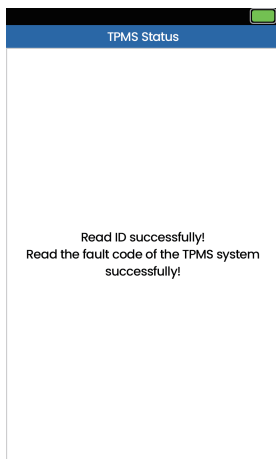 TPMS Status
Read ID successfully!
Read the fault code of the TPMS system
successfully!